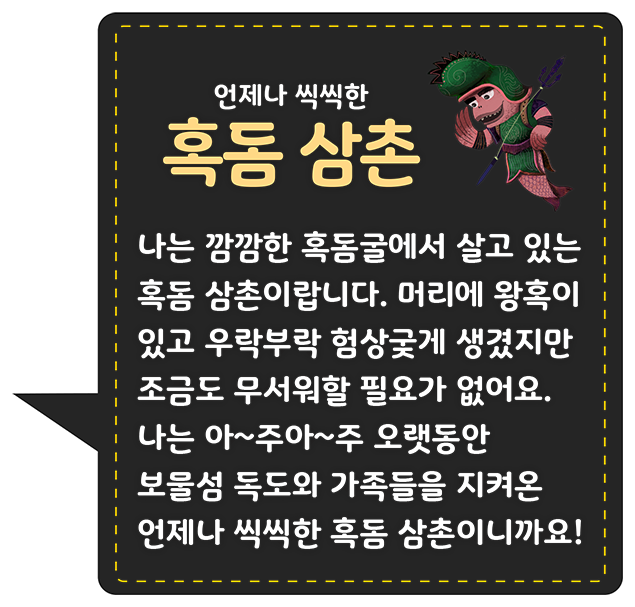 언제나 씩씩한
혹돔 삼촌
나는 깜깜한 혹돔굴에서 살고 있는
혹돔 삼촌이랍니다. 머리에 왕혹이
있고 우락부락 험상궂게 생겼지만
조금도 무서워할 필요가 없어요.
나는 아~주아~주 오랫동안
보물섬 독도와 가족들을 지켜온
언제나 씩씩한 혹돔 삼촌이니까요!